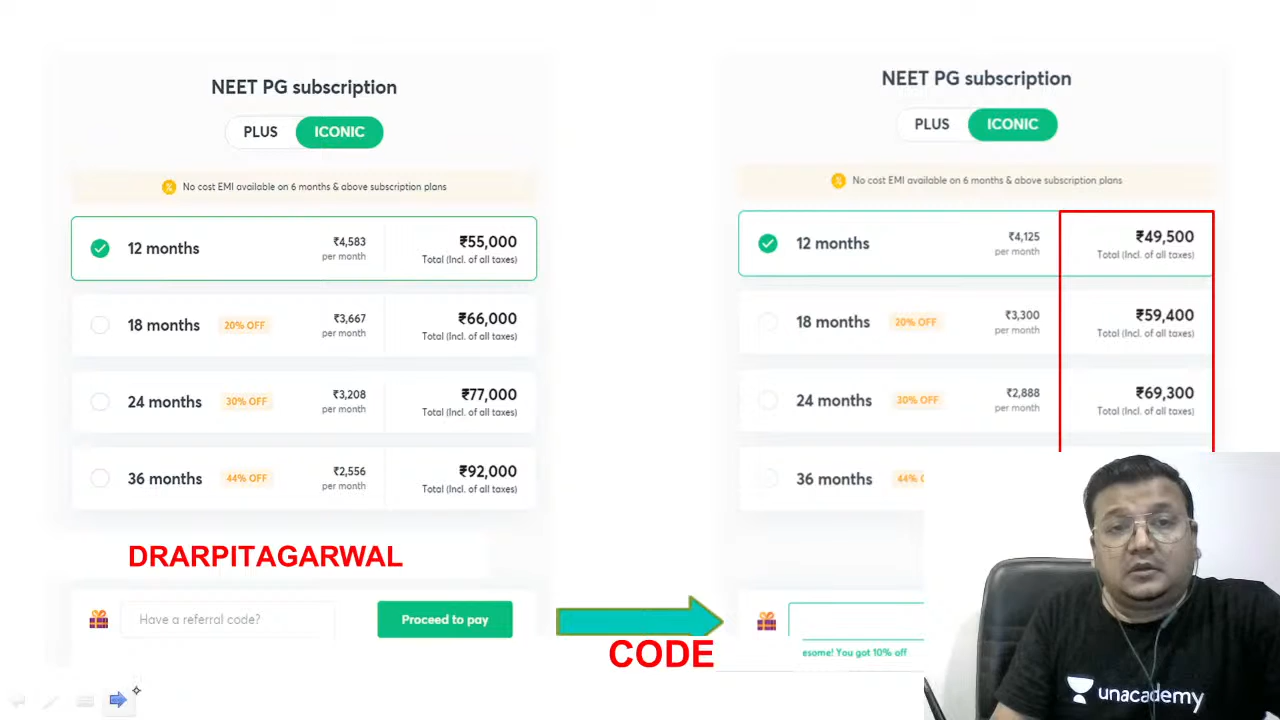 NEET PG subscription
PLUS ICONIC
No cost EMI available on 6 months & above subscription plans
12 months ₹4,583 per month ₹55,000 Total (Incl. of all taxes)
18 months 20% OFF ₹3,667 per month ₹66,000 Total (Incl. of all taxes)
24 months 30% OFF ₹3,208 per month ₹77,000 Total (Incl. of all taxes)
36 months 44% OFF ₹2,556 per month ₹92,000 Total (Incl. of all taxes)
DRARPITAGARWAL
Have a referral code? Proceed to pay
CODE
NEET PG subscription
PLUS ICONIC
No cost EMI available on 6 months & above subscription plans
12 months ₹4,125 per month ₹49,500 Total (Incl. of all taxes)
18 months 20% OFF ₹3,300 per month ₹59,400 Total (Incl. of all taxes)
24 months 30% OFF ₹2,888 per month ₹69,300 Total (Incl. of all taxes)
36 months 44%
esome! You got 10% off
unacademy